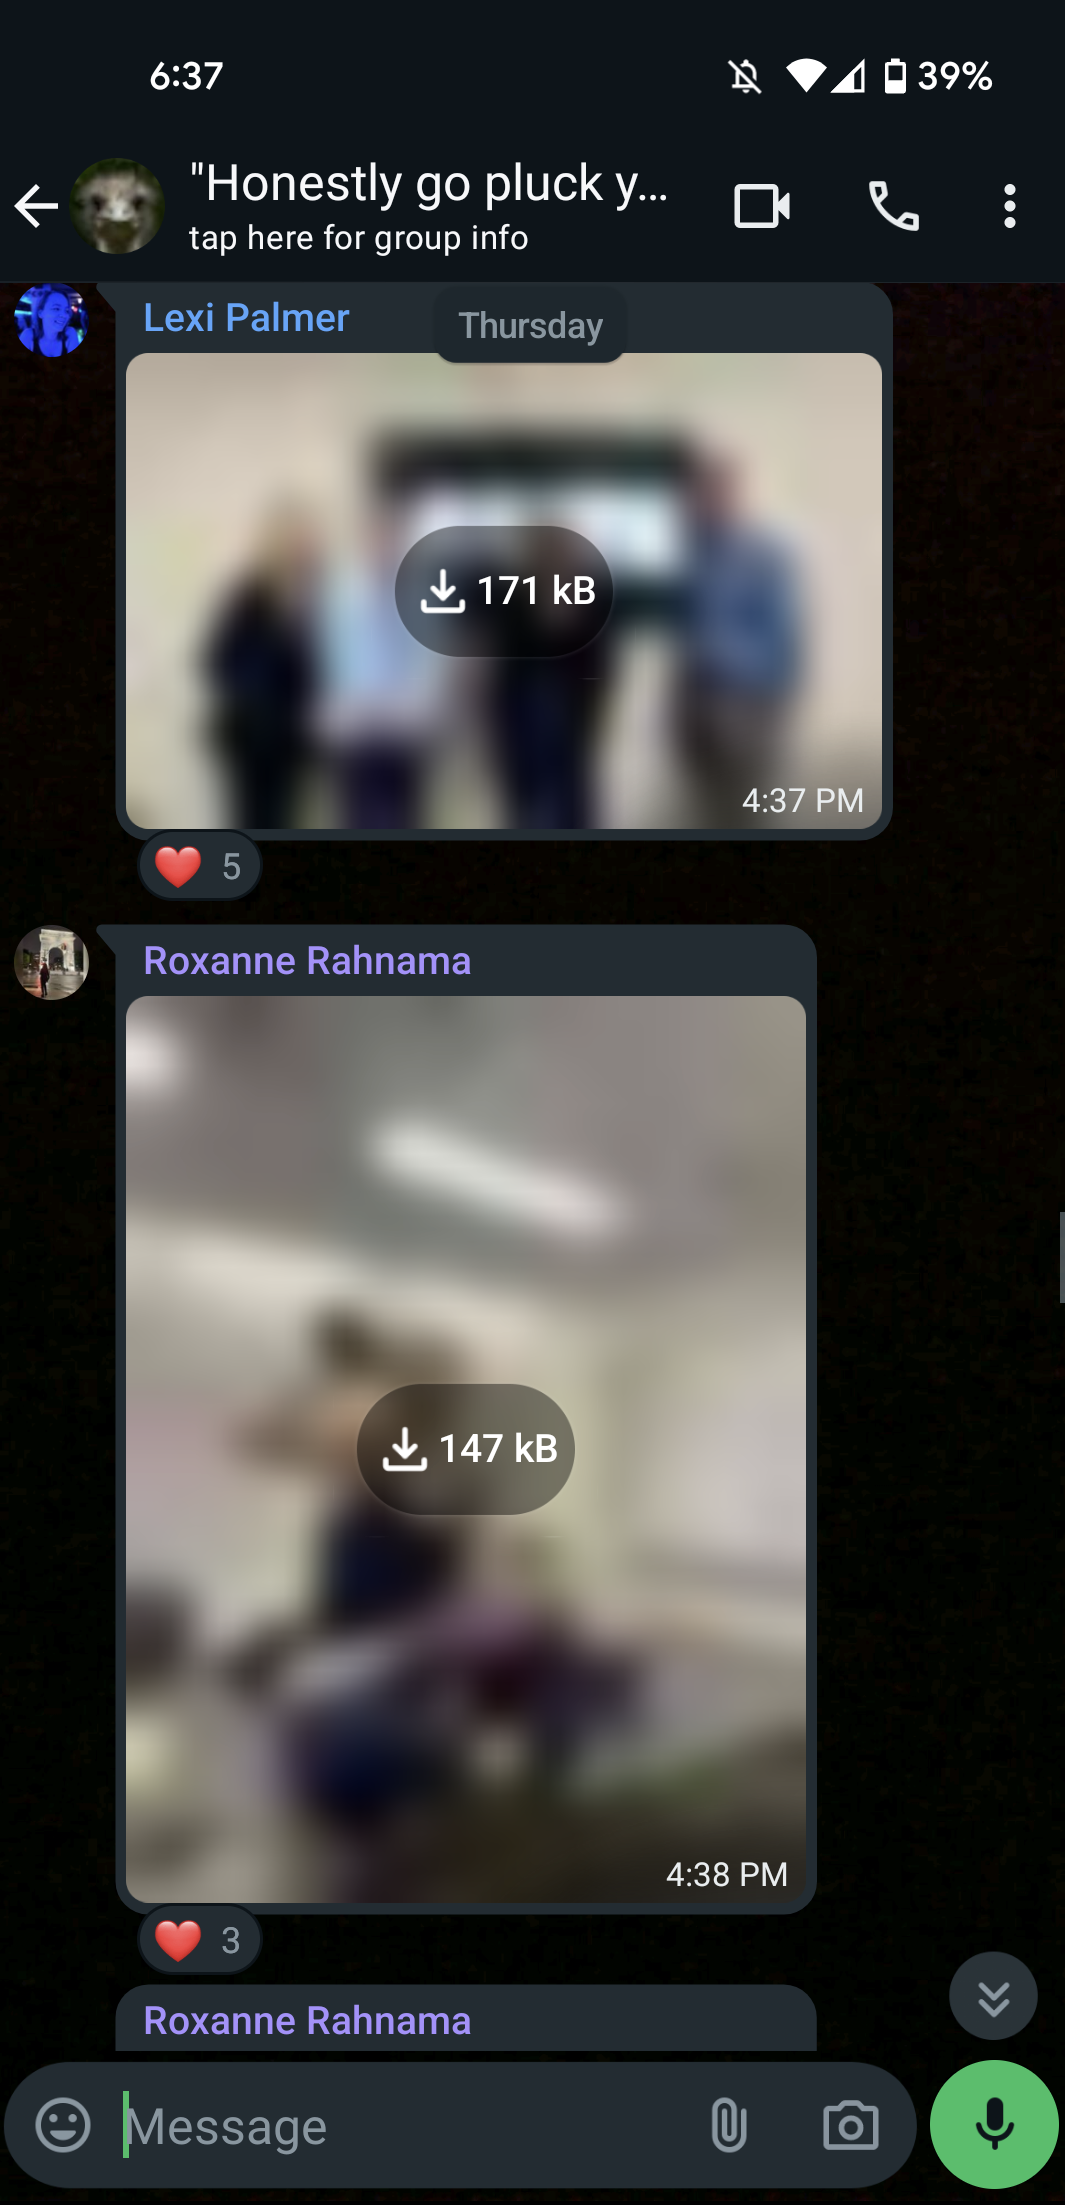 6:37
39%
"Honestly go pluck y...
tap here for group info
Lexi Palmer
Thursday
171 kB
4:37 PM
5
Roxanne Rahnama
147 kB
4:38 PM
3
Roxanne Rahnama
Message